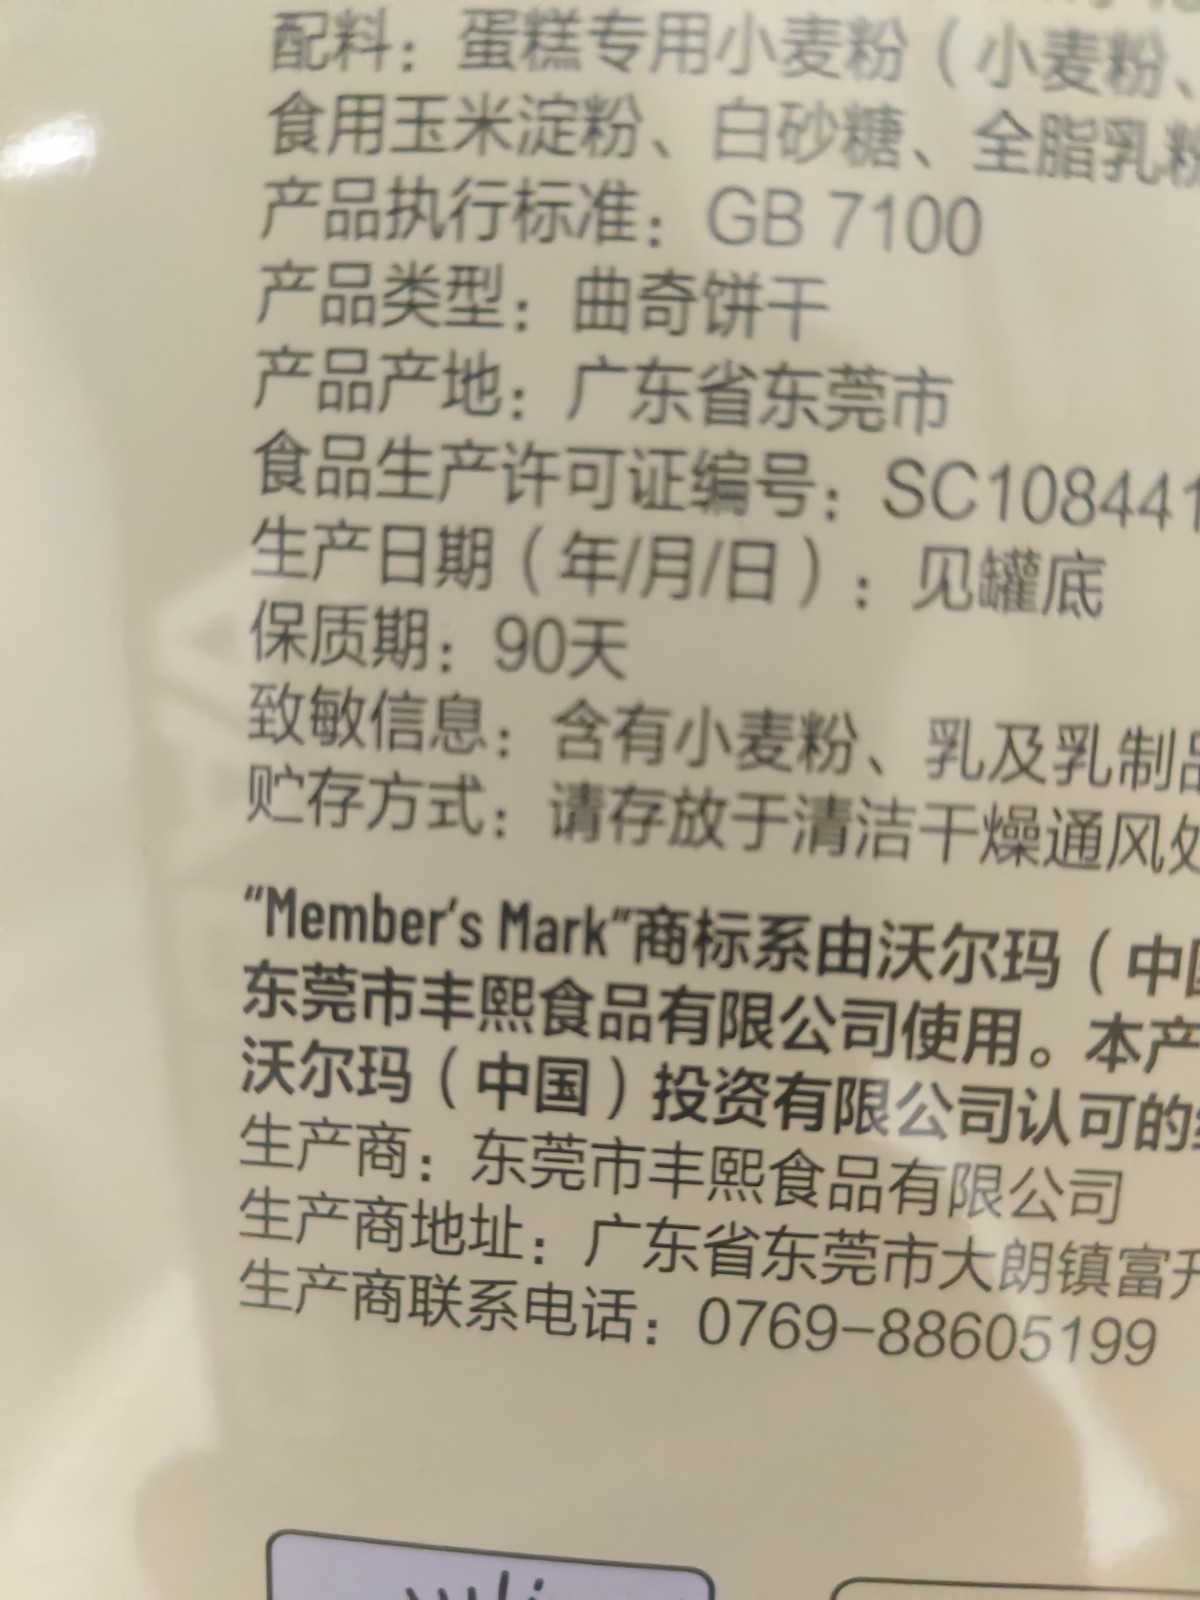 配料：蛋糕专用小麦粉（小麦粉、
食用玉米淀粉、白砂糖、全脂乳粉
产品执行标准：GB 7100
产品类型：曲奇饼干
产品产地：广东省东莞市
食品生产许可证编号：SC108441
生产日期（年/月/日）：见罐底
保质期：90天
致敏信息：含有小麦粉、乳及乳制品
贮存方式：请存放于清洁干燥通风处
“Member’s Mark”商标系由沃尔玛（中国
东莞市丰熙食品有限公司使用。本产
沃尔玛（中国）投资有限公司认可的
生产商：东莞市丰熙食品有限公司
生产商地址：广东省东莞市大朗镇富升
生产商联系电话：0769-88605199